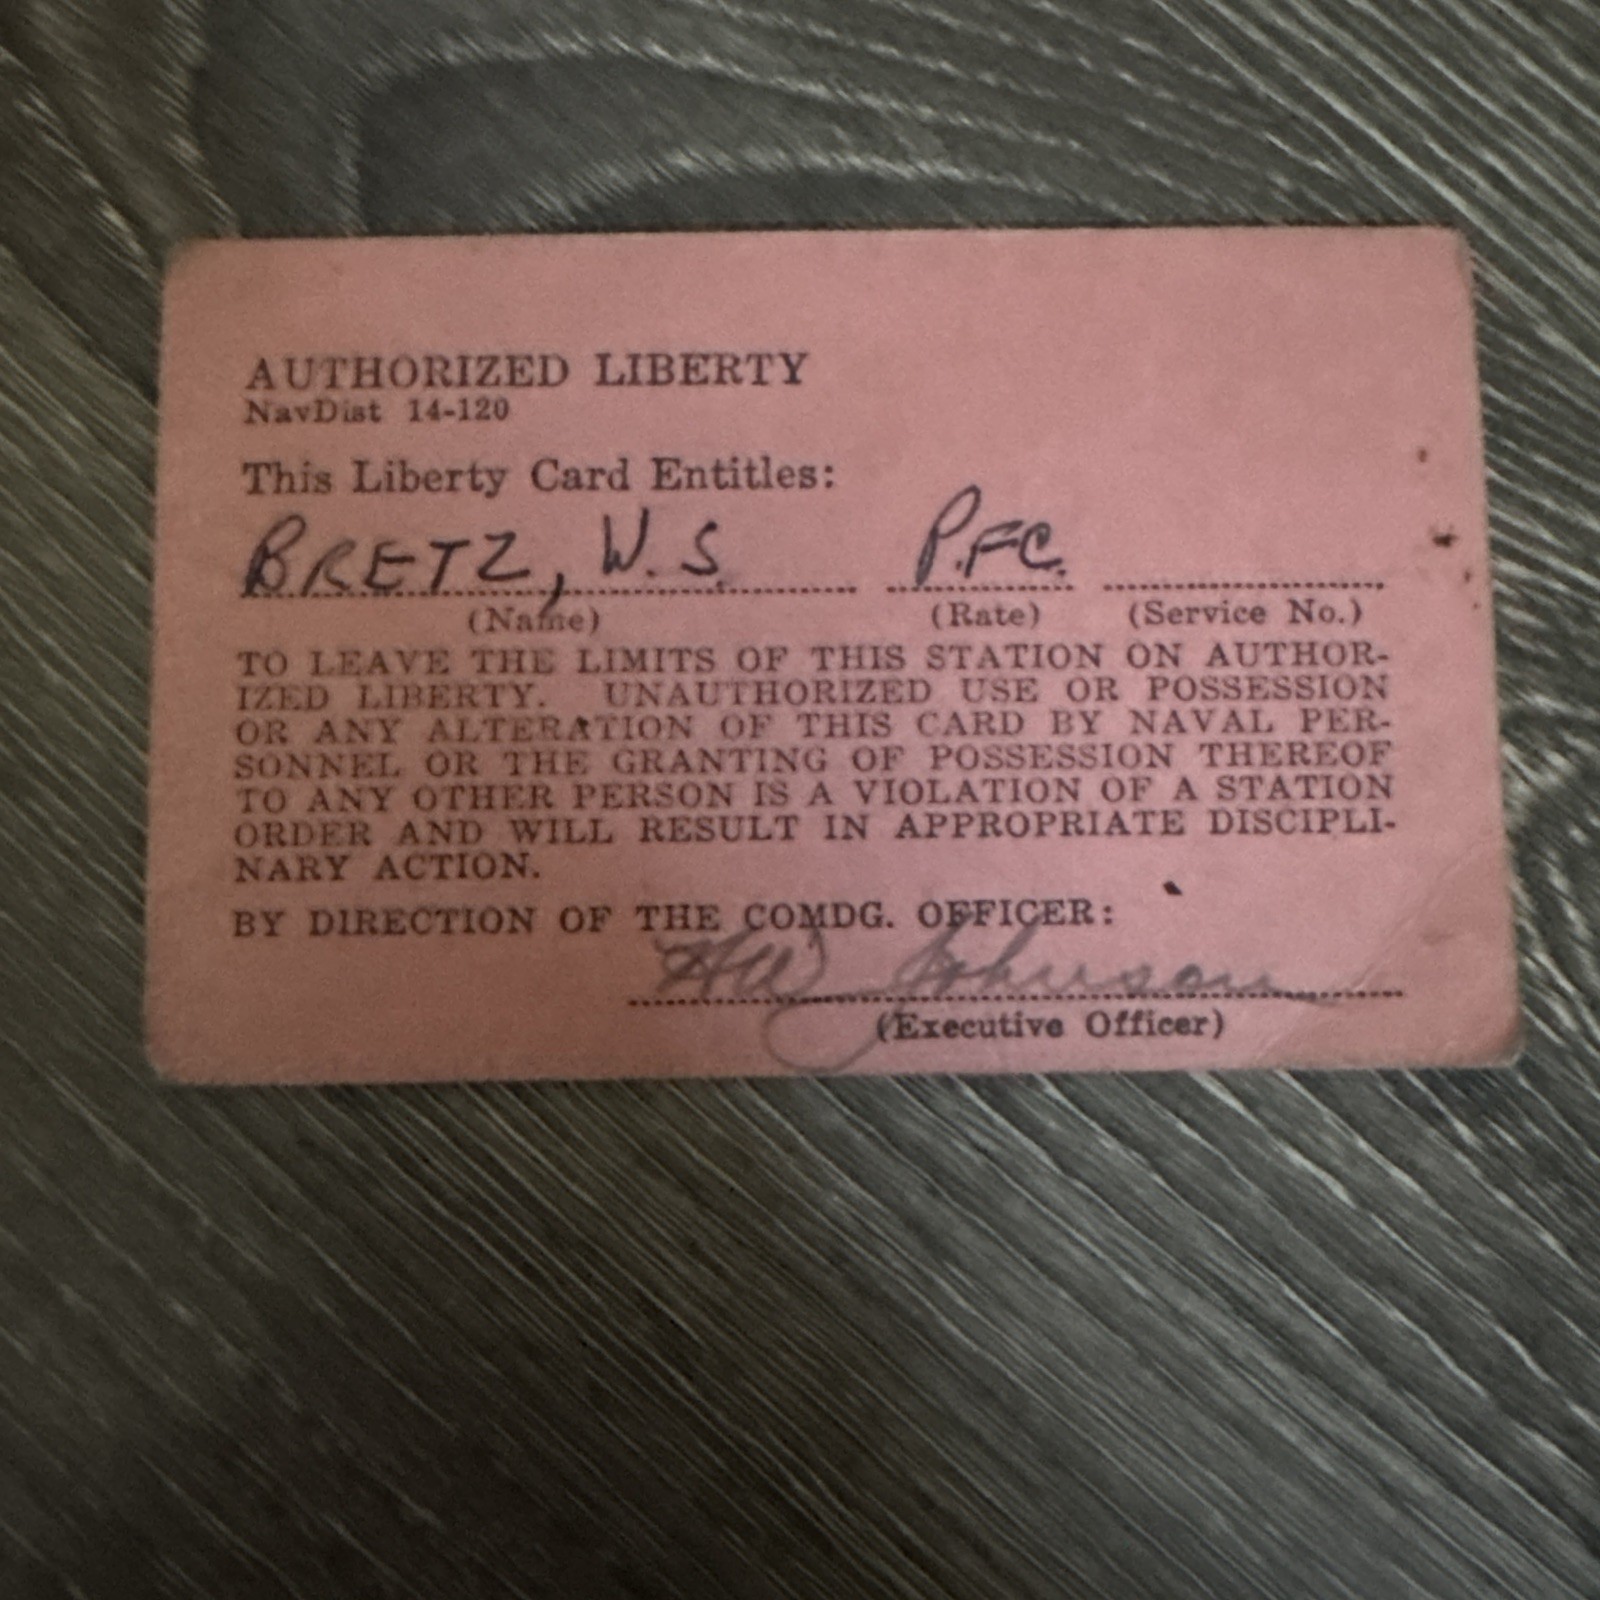 AUTHORIZED LIBERTY
NavDist 14-120
This Liberty Card Entitles:
BRETZ, W. S. P.FC.
(Name) (Rate) (Service No.)
TO LEAVE THE LIMITS OF THIS STATION ON AUTHOR-
IZED LIBERTY. UNAUTHORIZED USE OR POSSESSION
OR ANY ALTERATION OF THIS CARD BY NAVAL PER-
SONNEL OR THE GRANTING OF POSSESSION THEREOF
TO ANY OTHER PERSON IS A VIOLATION OF A STATION
ORDER AND WILL RESULT IN APPROPRIATE DISCIPLI-
NARY ACTION.
BY DIRECTION OF THE COMDG. OFFICER:
Johnson
(Executive Officer)